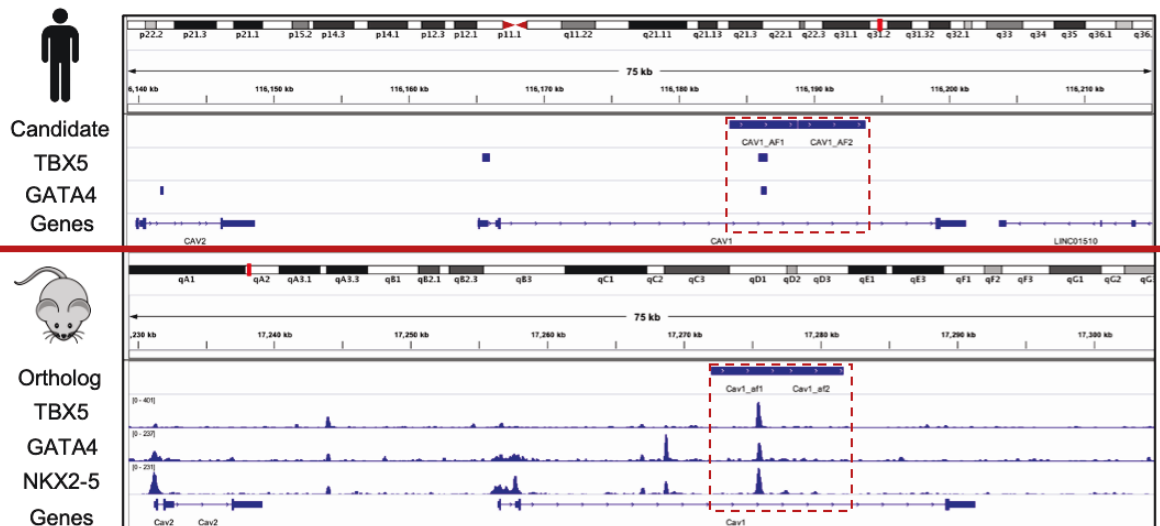 p22.2 p21.3 p21.1 p15.2 p14.3 p14.1 p12.3 p12.1 p11.1 q11.22 q21.11 q21.13 q21.3 q22.1 q22.3 q31.1 q31.2 q31.32 q32.1 q33 q34 q35 q36.1 q36.
75 kb
6,140 kb 116,150 kb 116,160 kb 116,170 kb 116,180 kb 116,190 kb 116,200 kb 116,210 kb
Candidate
CAV1_AF1 CAV1_AF2
TBX5
GATA4
Genes
CAV2 CAV1 LINC01510
qA1 qA2 qA3.1 qA3.3 qB1 qB2.1 qB2.3 qB3 qC1 qC2 qC3 qD1 qD2 qD3 qE1 qE3 qF1 qF2 qF3 qG1 qG2 qG
75 kb
,230 kb 17,240 kb 17,250 kb 17,260 kb 17,270 kb 17,280 kb 17,290 kb 17,300 kb
Ortholog
Cav1_af1 Cav1_af2
[0 - 401]
TBX5
[0 - 237]
GATA4
[0 - 231]
NKX2-5
Genes
Cav2 Cav2 Cav1